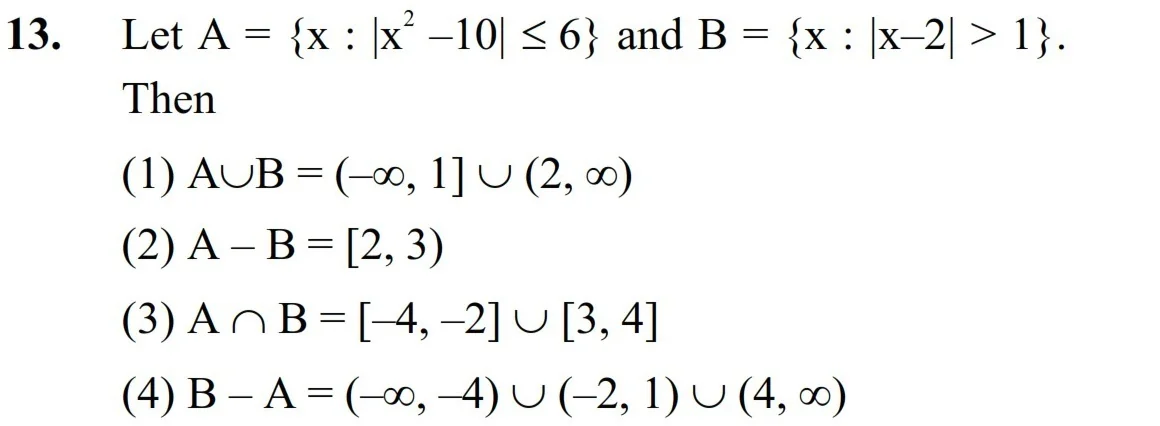 13. Let A = {x : |x² –10| ≤ 6} and B = {x : |x–2| > 1}.
Then
(1) A∪B = (–∞, 1] ∪ (2, ∞)
(2) A – B = [2, 3)
(3) A ∩ B = [–4, –2] ∪ [3, 4]
(4) B – A = (–∞, –4) ∪ (–2, 1) ∪ (4, ∞)